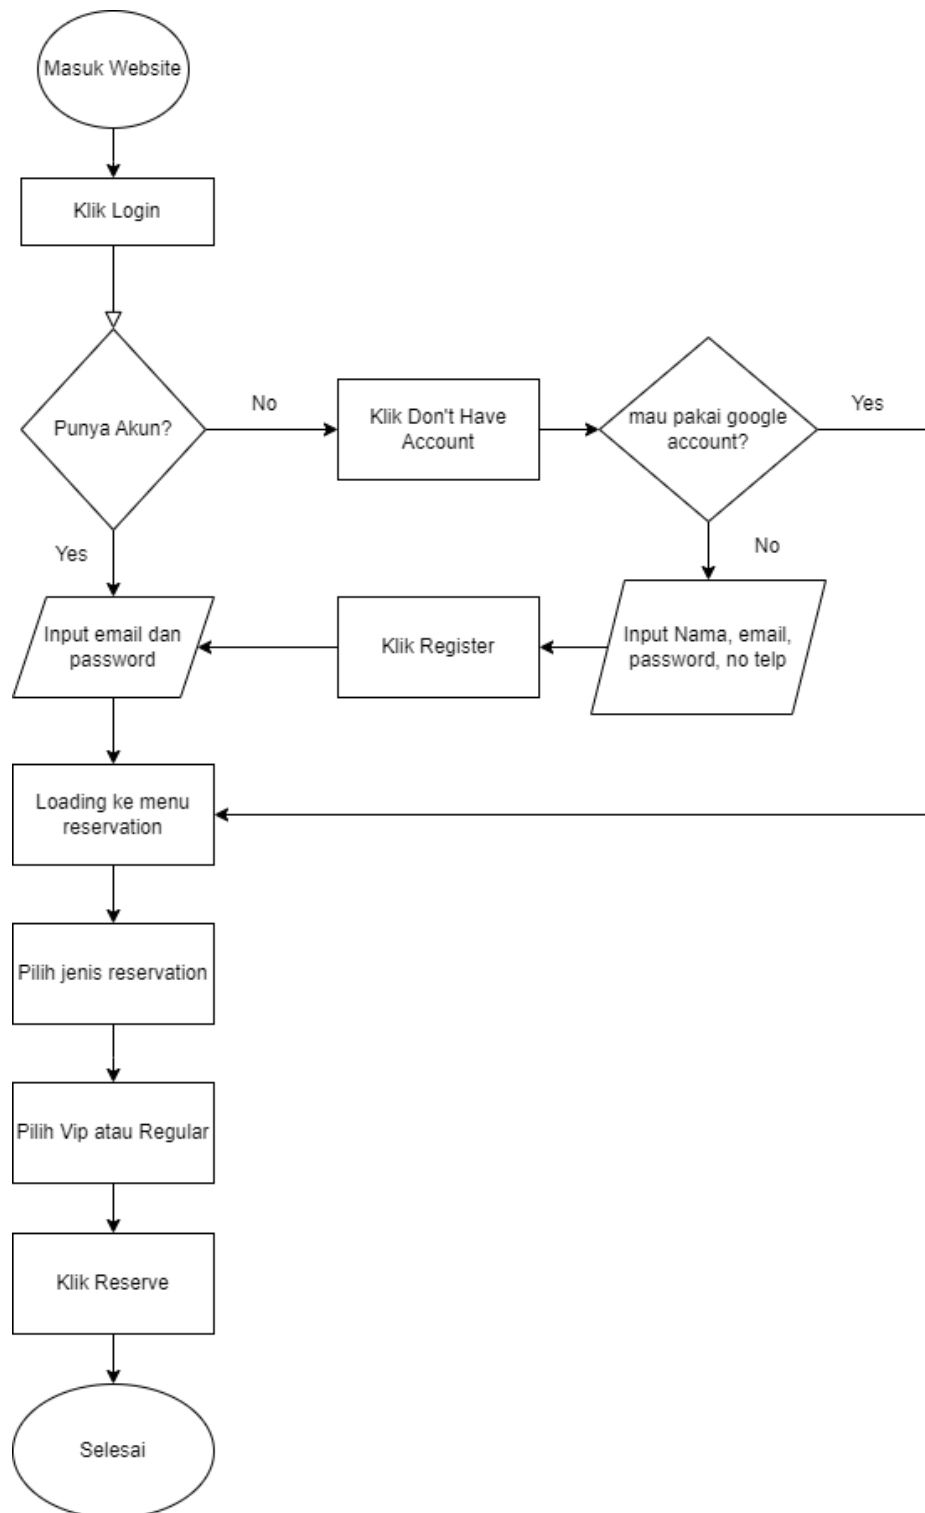 Masuk Website
Klik Login
Punya Akun?
No
Klik Don't Have
Account
mau pakai google
account?
Yes
Yes
No
Input email dan
password
Klik Register
Input Nama, email,
password, no telp
Loading ke menu
reservation
Pilih jenis reservation
Pilih Vip atau Regular
Klik Reserve
Selesai